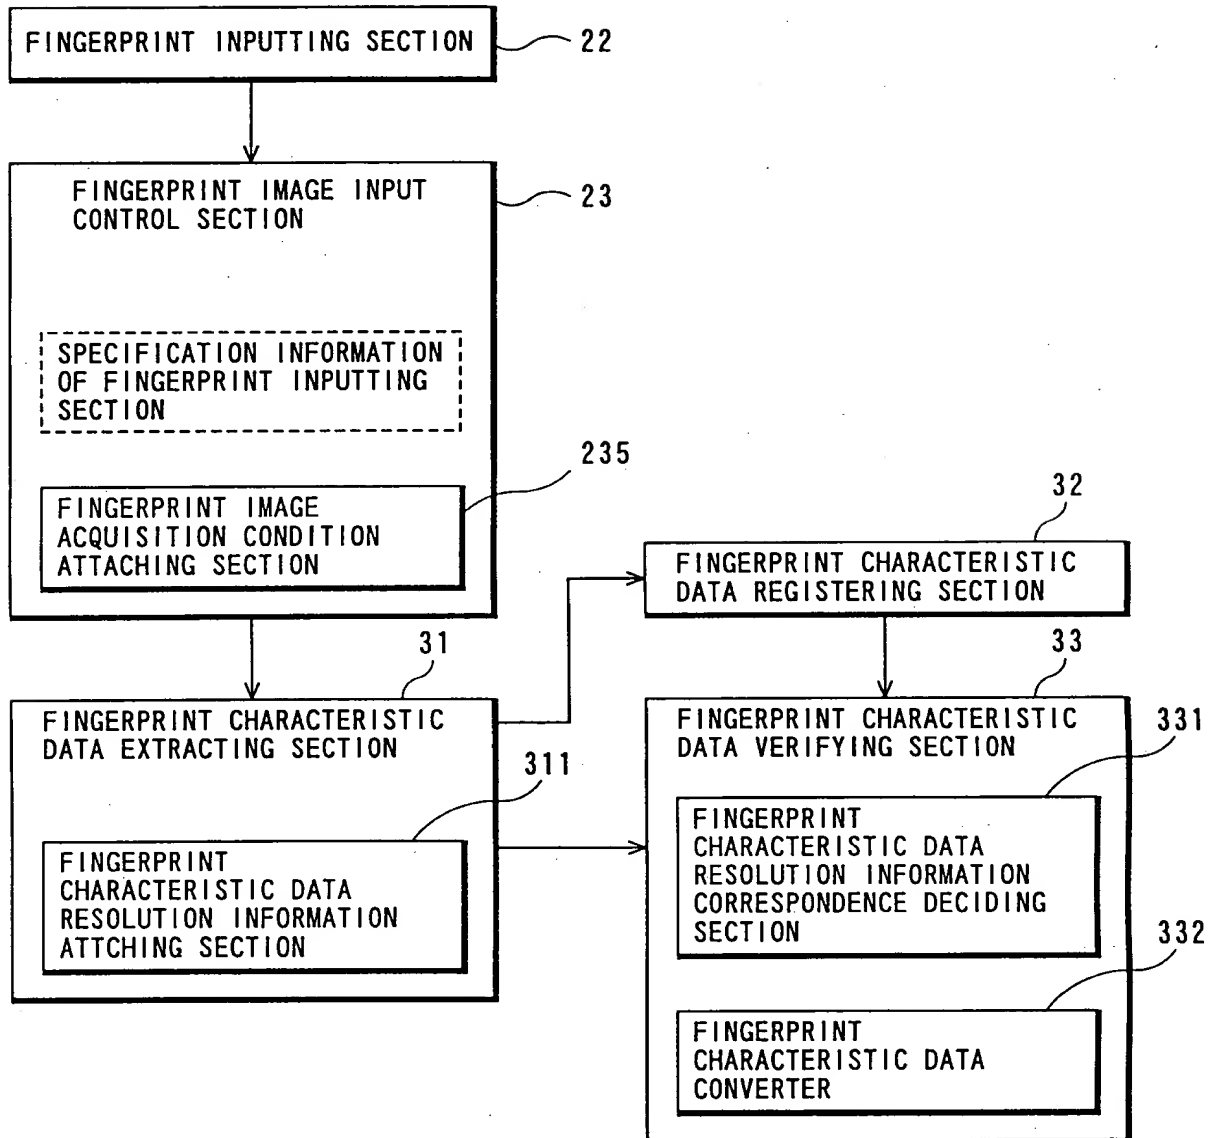 FINGERPRINT INPUTTING SECTION
22
FINGERPRINT IMAGE INPUT
CONTROL SECTION
23
SPECIFICATION INFORMATION
OF FINGERPRINT INPUTTING
SECTION
235
FINGERPRINT IMAGE
ACQUISITION CONDITION
ATTACHING SECTION
32
FINGERPRINT CHARACTERISTIC
DATA REGISTERING SECTION
31
FINGERPRINT CHARACTERISTIC
DATA EXTRACTING SECTION
311
FINGERPRINT
CHARACTERISTIC DATA
RESOLUTION INFORMATION
ATTCHING SECTION
33
FINGERPRINT CHARACTERISTIC
DATA VERIFYING SECTION
331
FINGERPRINT
CHARACTERISTIC DATA
RESOLUTION INFORMATION
CORRESPONDENCE DECIDING
SECTION
332
FINGERPRINT
CHARACTERISTIC DATA
CONVERTER